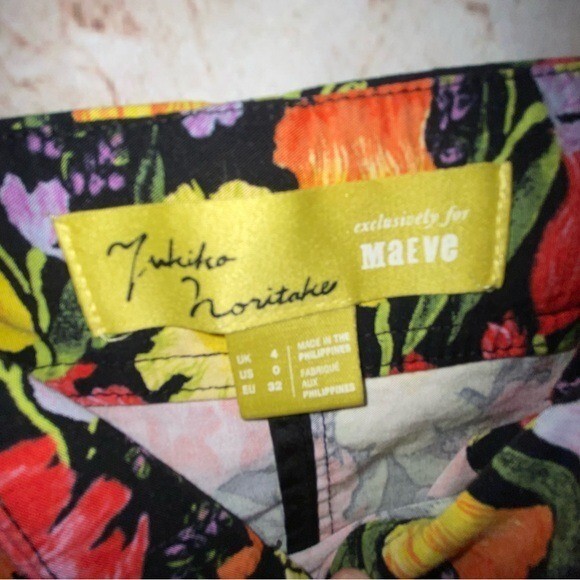 Yukiko
Noritake
exclusively for
MaEVe
UK 4
US 0
EU 32
MADE IN THE
PHILIPPINES
FABRIQUÉ
AUX
PHILIPPINES